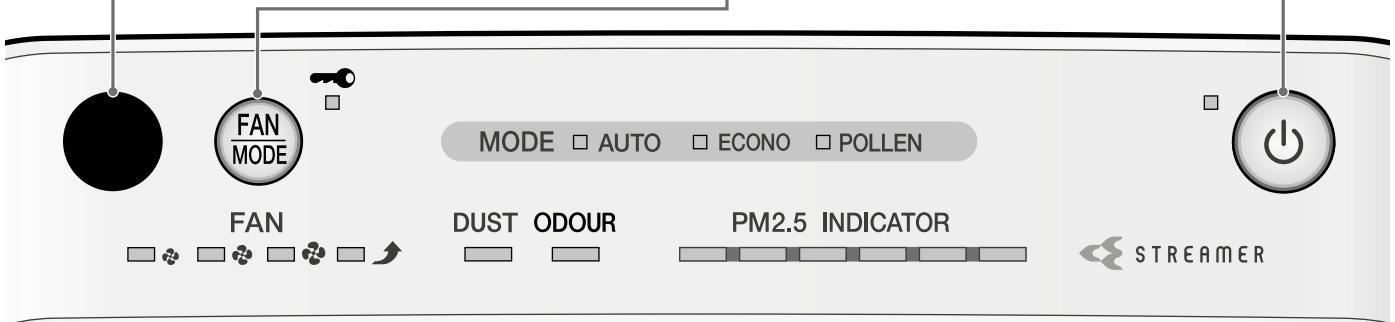 FAN
MODE
MODE AUTO ECONO POLLEN
FAN
DUST ODOUR
PM2.5 INDICATOR
STREAMER